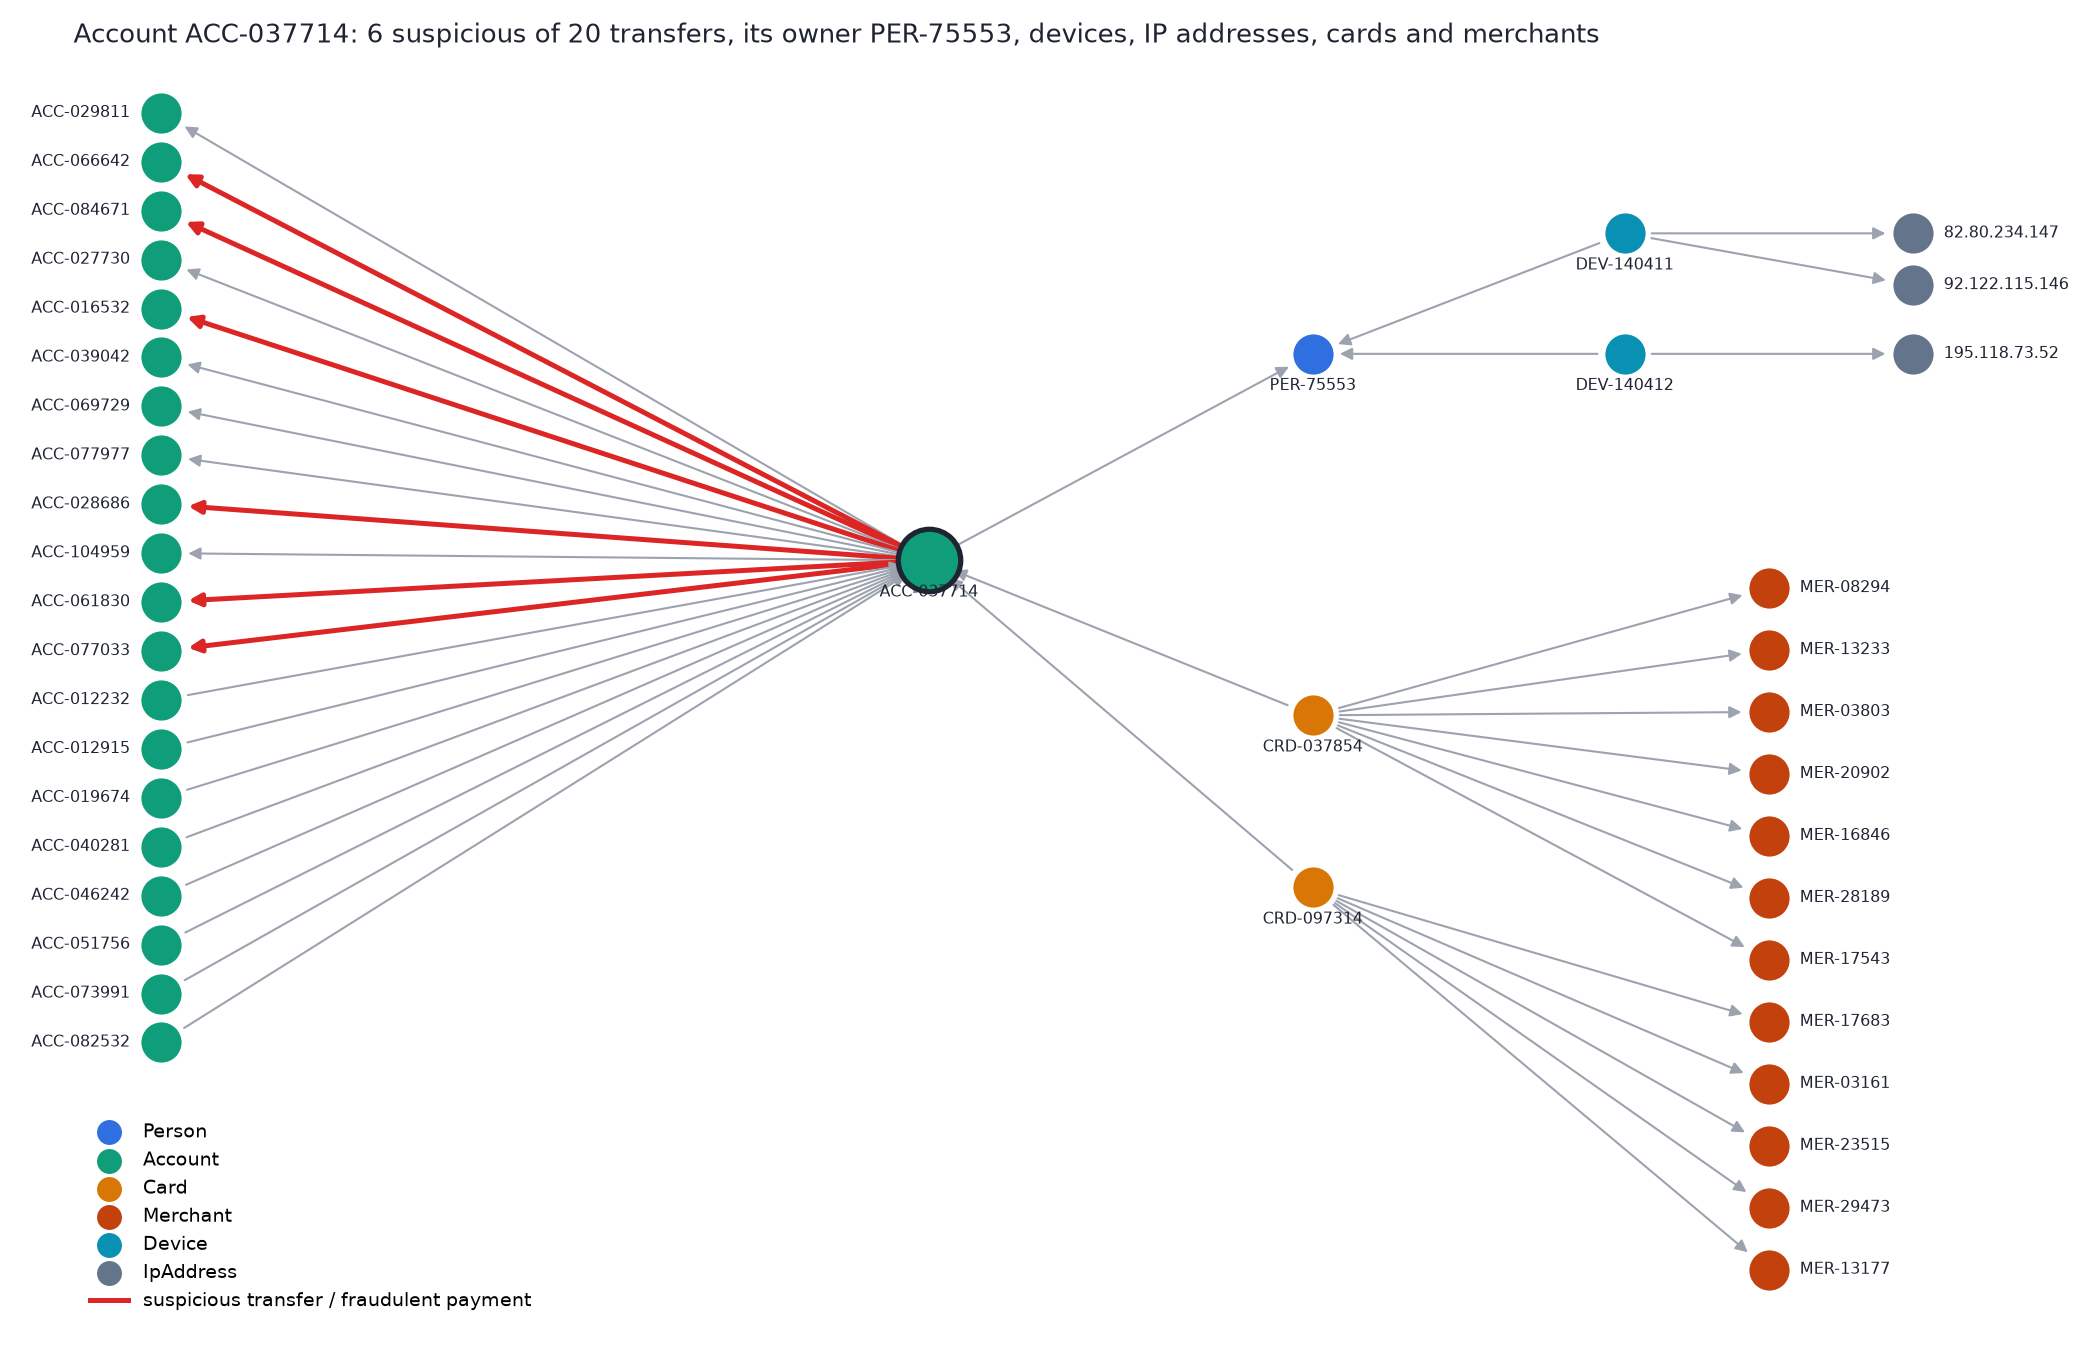 Account ACC-037714: 6 suspicious of 20 transfers, its owner PER-75553, devices, IP addresses, cards and merchants
ACC-029811
ACC-066642
ACC-084671
ACC-027730
ACC-016532
ACC-039042
ACC-069729
ACC-077977
ACC-028686
ACC-104959
ACC-061830
ACC-077033
ACC-012232
ACC-012915
ACC-019674
ACC-040281
ACC-046242
ACC-051756
ACC-073991
ACC-082532
ACC-037714
PER-75553
DEV-140411
DEV-140412
82.80.234.147
92.122.115.146
195.118.73.52
CRD-037854
CRD-097314
MER-08294
MER-13233
MER-03803
MER-20902
MER-16846
MER-28189
MER-17543
MER-17683
MER-03161
MER-23515
MER-29473
MER-13177
Person
Account
Card
Merchant
Device
IpAddress
suspicious transfer / fraudulent payment